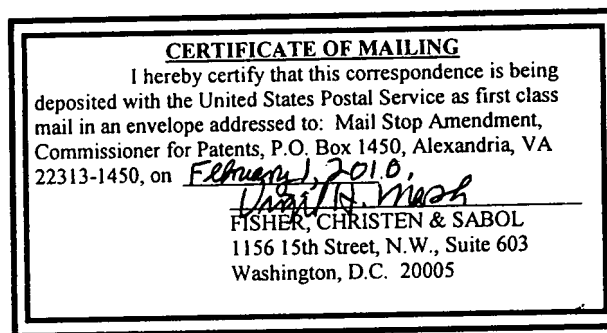 CERTIFICATE OF MAILING
I hereby certify that this correspondence is being
deposited with the United States Postal Service as first class
mail in an envelope addressed to: Mail Stop Amendment,
Commissioner for Patents, P.O. Box 1450, Alexandria, VA
22313-1450, on February 1, 2010.
Virgil H. Marsh
FISHER, CHRISTEN & SABOL
1156 15th Street, N.W., Suite 603
Washington, D.C. 20005